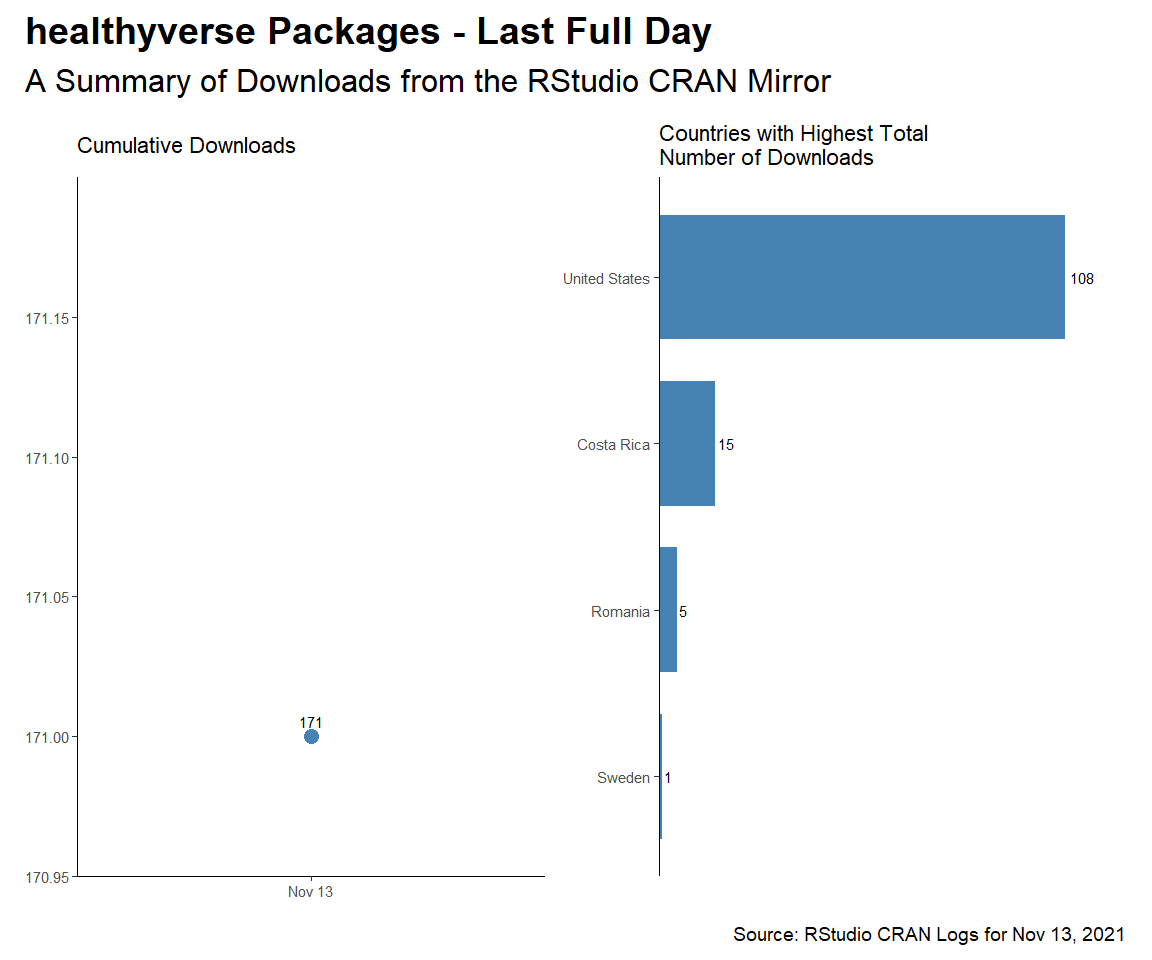 healthyverse Packages - Last Full Day
A Summary of Downloads from the RStudio CRAN Mirror
Cumulative Downloads
171.15
171.10
171.05
171.00
170.95
171
Nov 13
Countries with Highest Total
Number of Downloads
United States 108
Costa Rica 15
Romania 5
Sweden 1
Source: RStudio CRAN Logs for Nov 13, 2021